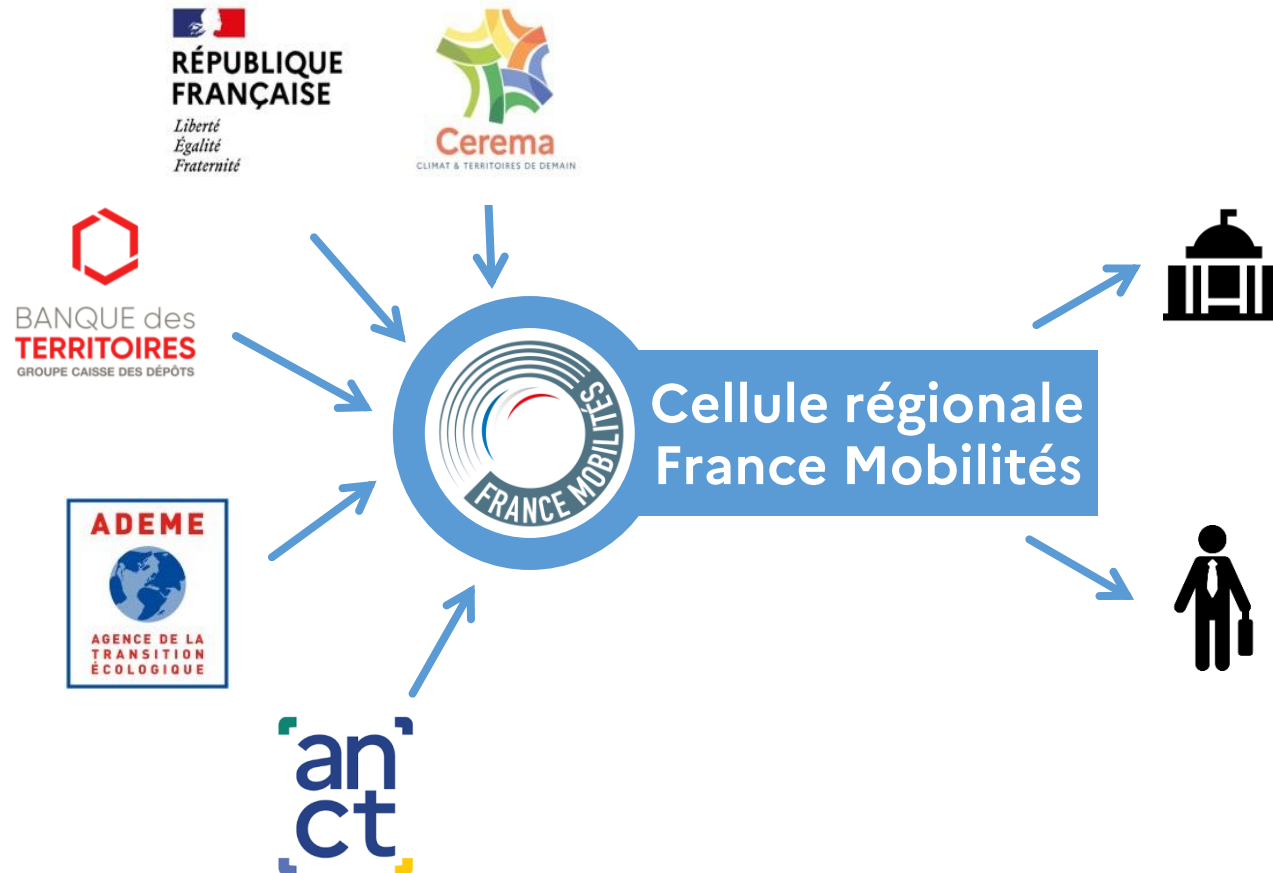 RÉPUBLIQUE
FRANÇAISE
Liberté
Égalité
Fraternité
Cerema
CLIMAT & TERRITOIRES DE DEMAIN
BANQUE des
TERRITOIRES
GROUPE CAISSE DES DÉPÔTS
FRANCE MOBILITÉS
Cellule régionale
France Mobilités
ADEME
AGENCE DE LA
TRANSITION
ÉCOLOGIQUE
an
ct